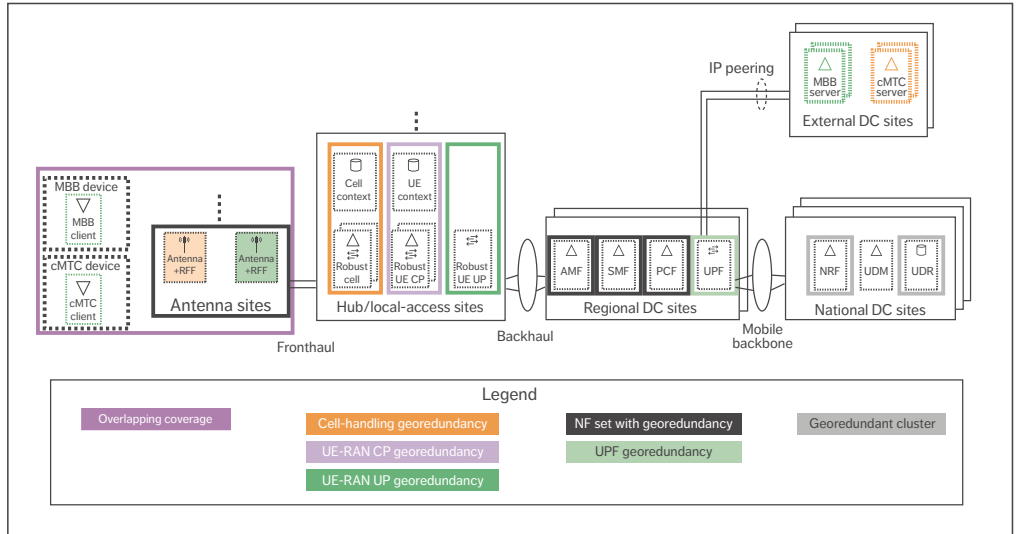 IP peering
MBB
server
cMTC
server
External DC sites
MBB device
MBB
client
cMTC device
cMTC
client
Antenna
+RFF
Antenna
+RFF
Antenna sites
Fronthaul
Cell
context
UE
context
Robust
cell
Robust
UE CP
Robust
UE UP
Hub/local-access sites
Backhaul
AMF
SMF
PCF
UPF
Regional DC sites
Mobile
backbone
NRF
UDM
UDR
National DC sites
Legend
Overlapping coverage
Cell-handling georedundancy
UE-RAN CP georedundancy
UE-RAN UP georedundancy
NF set with georedundancy
UPF georedundancy
Georedundant cluster